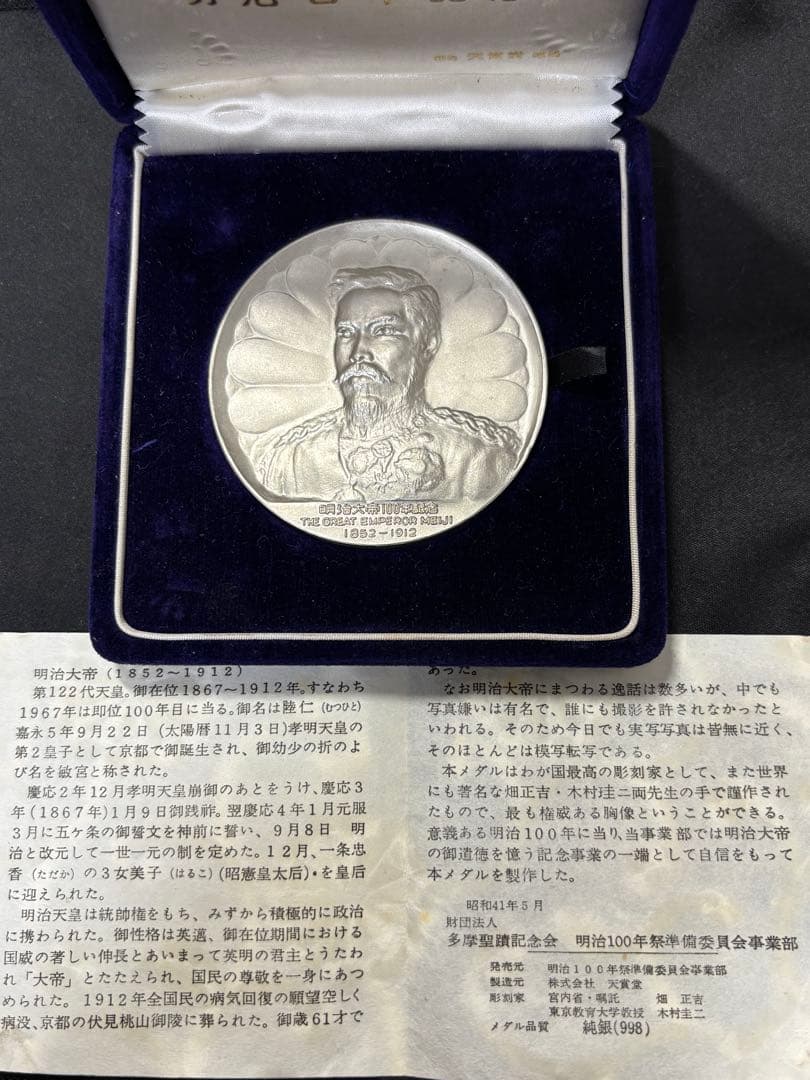 明治百年記念
天賞堂
明治大帝100年記念
THE GREAT EMPEROR MEIJI
1852-1912
明治大帝(1852~1912)
第122代天皇。御在位1867~1912年。すなわち
1967年は即位100年目に当る。御名は睦仁(むつひと)
嘉永5年9月22日(太陽暦11月3日)孝明天皇の
第2皇子として京都で御誕生され、御幼少の折のよ
び名を敏宮と称された。
慶応2年12月孝明天皇崩御のあとをうけ、慶応3
年(1867年)1月9日御践祚。翌慶応4年1月元服
3月に五ヶ条の御誓文を神前に誓い、9月8日 明
治と改元して一世一元の制を定めた。12月、一条忠
香(ただか)の3女美子(はるこ)(昭憲皇太后)・を皇后
に迎えられた。
明治天皇は統帥権をもち、みずから積極的に政治
に携わられた。御性格は英邁、御在位期間における
国威の著しい伸長とあいまって英明の君主とうたわ
れ「大帝」とたたえられ、国民の尊敬を一身にあつ
められた。1912年全国民の病気回復の願望空しく
病没、京都の伏見桃山御陵に葬られた。御歳61才で
あった。
なお明治大帝にまつわる逸話は数多いが、中でも
写真嫌いは有名で、誰にも撮影を許されなかったと
いわれる。そのため今日でも実写写真は皆無に近く、
そのほとんどは模写転写である。
本メダルはわが国最高の彫刻家として、また世界
にも著名な畑正吉・木村珪二両先生の手で謹作され
たもので、最も権威ある胸像ということができる。
意義ある明治100年に当り、当事業部では明治大帝
の御遺徳を憶う記念事業の一端として自信をもって
本メダルを製作した。
昭和41年5月
財団法人
多摩聖蹟記念会 明治100年祭準備委員会事業部
発売元 明治100年祭準備委員会事業部
製造元 株式会社 天賞堂
彫刻家 宮内省・嘱託 畑 正吉
東京教育大学教授 木村圭二
メダル品質 純銀(998)